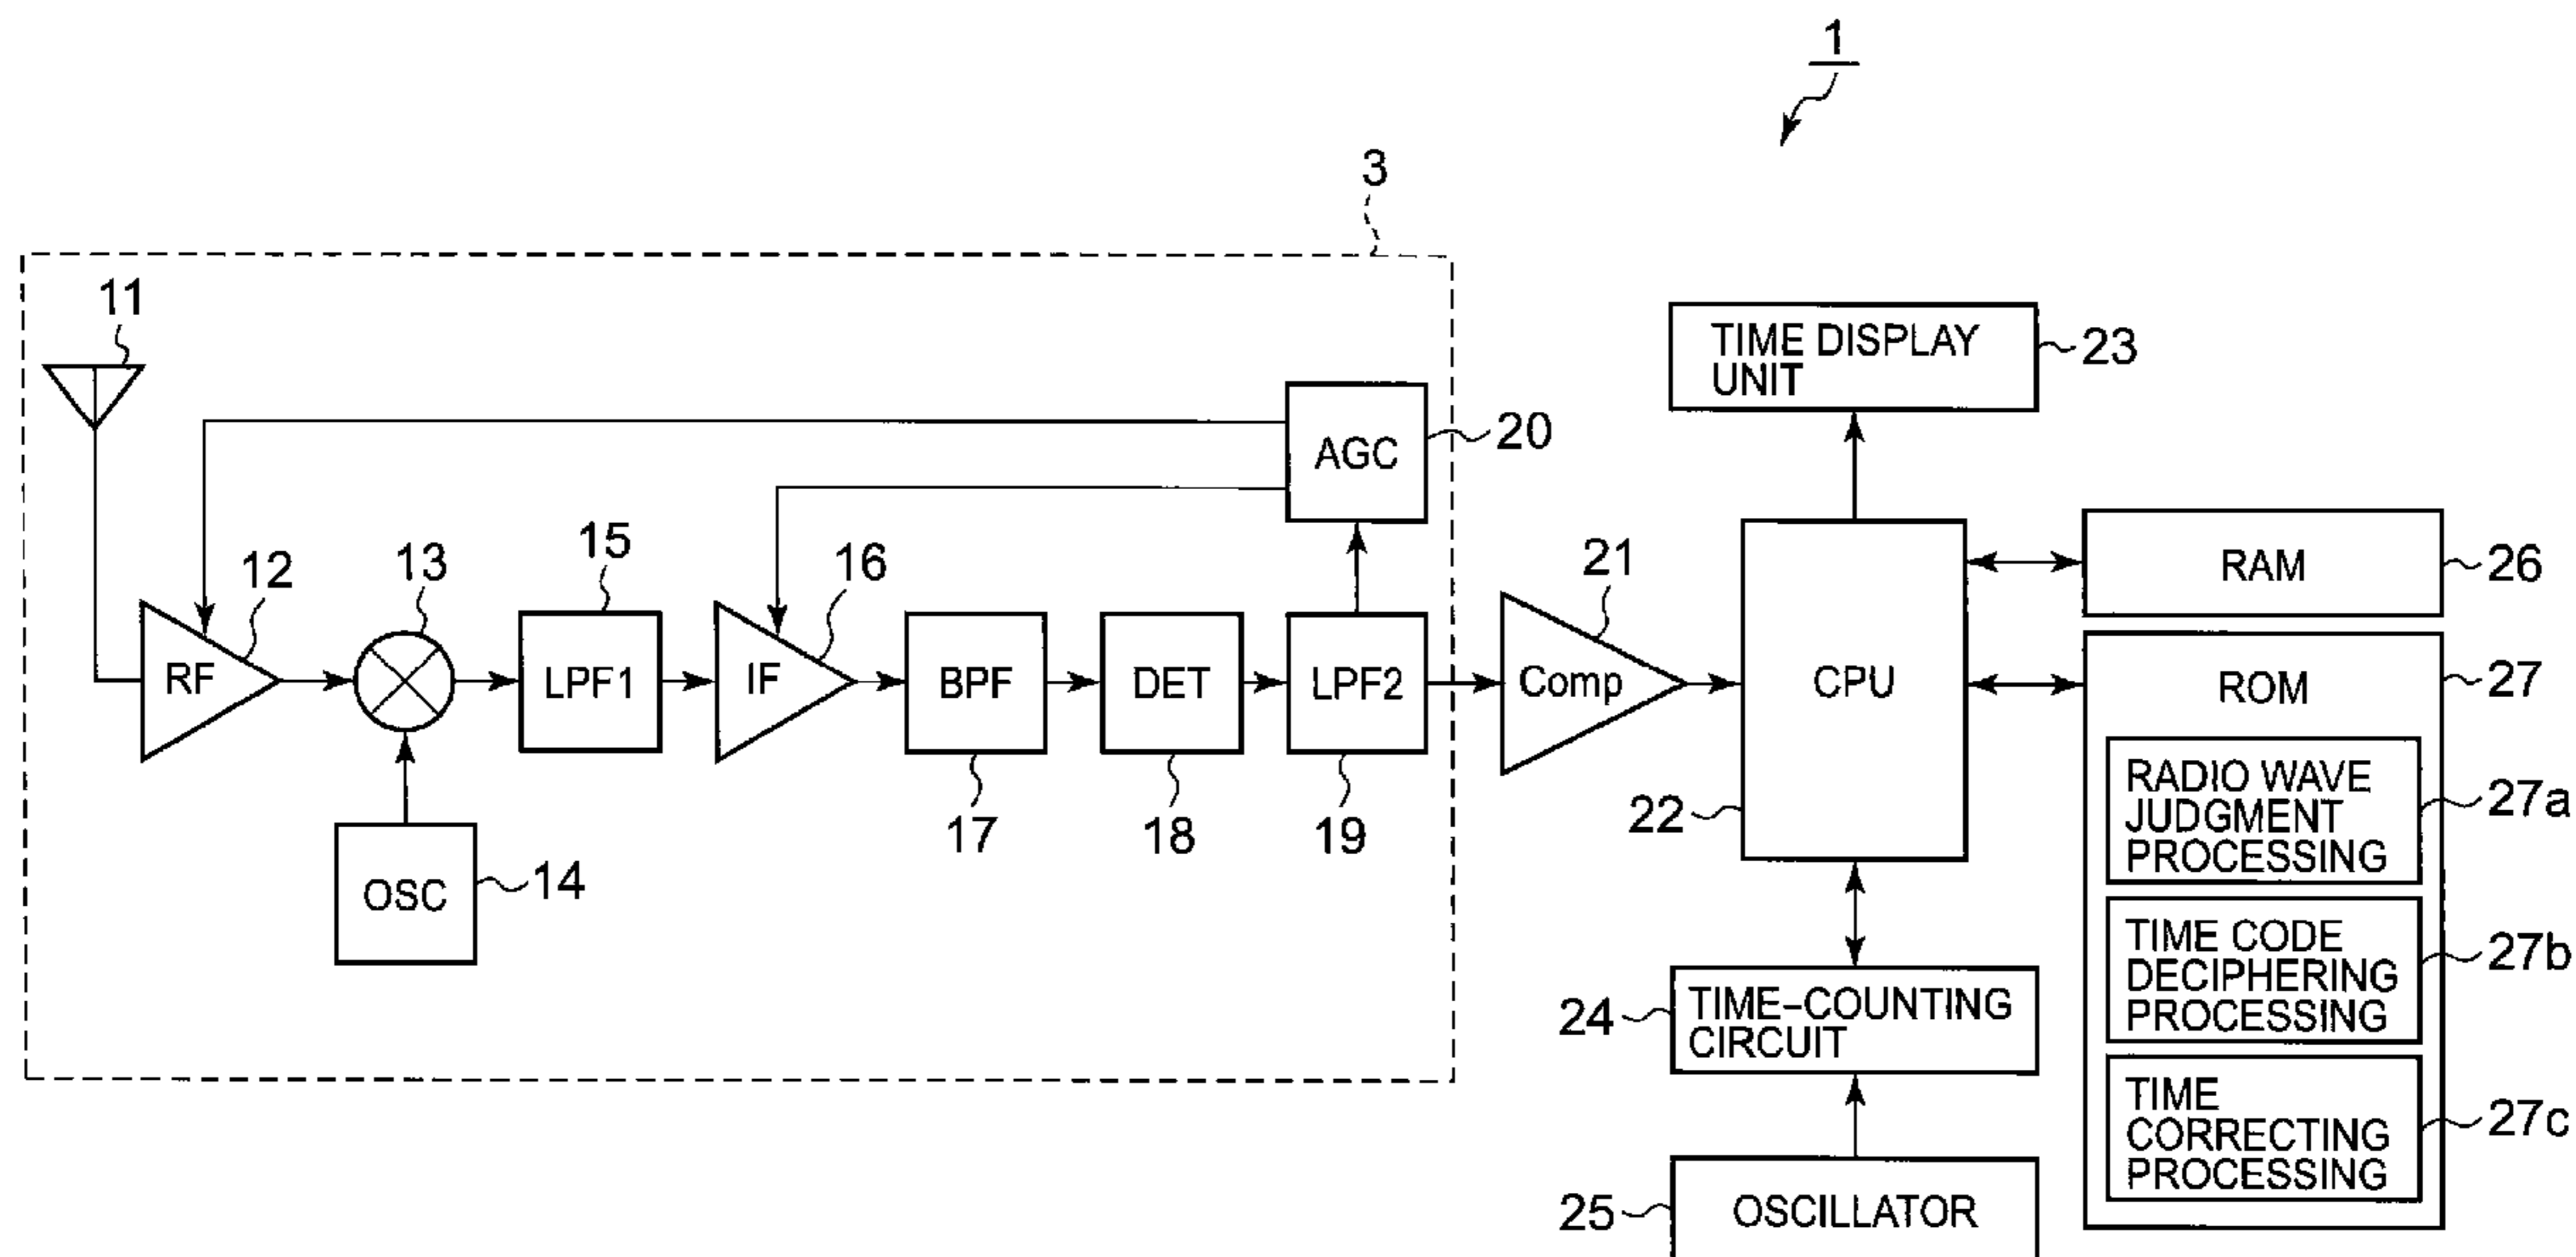 1
3
11
TIME DISPLAY
UNIT
23
AGC
20
12
13
15
16
21
RF
LPF1
IF
BPF
DET
LPF2
Comp
CPU
RAM
26
ROM
27
OSC
14
17
18
19
22
RADIO WAVE
JUDGMENT
PROCESSING
27a
TIME CODE
DECIPHERING
PROCESSING
27b
24
TIME-COUNTING
CIRCUIT
TIME
CORRECTING
PROCESSING
27c
25
OSCILLATOR